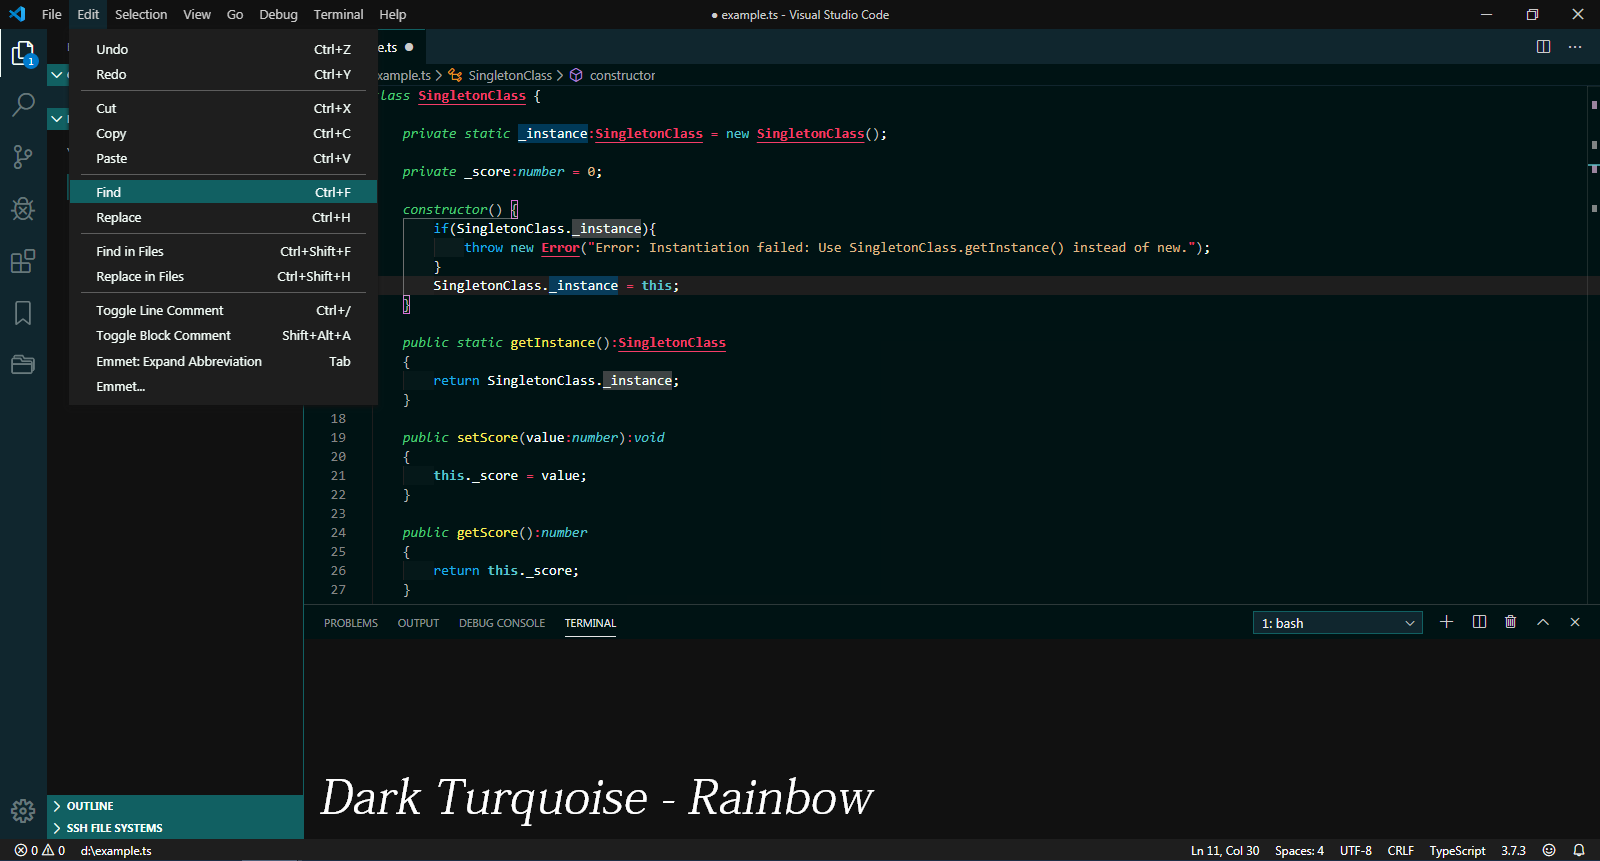 File Edit Selection View Go Debug Terminal Help
● example.ts - Visual Studio Code
Undo Ctrl+Z
Redo Ctrl+Y
Cut Ctrl+X
Copy Ctrl+C
Paste Ctrl+V
Find Ctrl+F
Replace Ctrl+H
Find in Files Ctrl+Shift+F
Replace in Files Ctrl+Shift+H
Toggle Line Comment Ctrl+/
Toggle Block Comment Shift+Alt+A
Emmet: Expand Abbreviation Tab
Emmet...
1
OUTLINE
SSH FILE SYSTEMS
e.ts ●
xample.ts > SingletonClass > constructor
lass SingletonClass {
private static _instance:SingletonClass = new SingletonClass();
private _score:number = 0;
constructor() {
if(SingletonClass._instance){
throw new Error("Error: Instantiation failed: Use SingletonClass.getInstance() instead of new.");
}
SingletonClass._instance = this;
}
public static getInstance():SingletonClass
{
return SingletonClass._instance;
}
18
19 public setScore(value:number):void
20 {
21 this._score = value;
22 }
23
24 public getScore():number
25 {
26 return this._score;
27 }
PROBLEMS OUTPUT DEBUG CONSOLE TERMINAL
1: bash
Dark Turquoise - Rainbow
0 0 d:\example.ts
Ln 11, Col 30 Spaces: 4 UTF-8 CRLF TypeScript 3.7.3